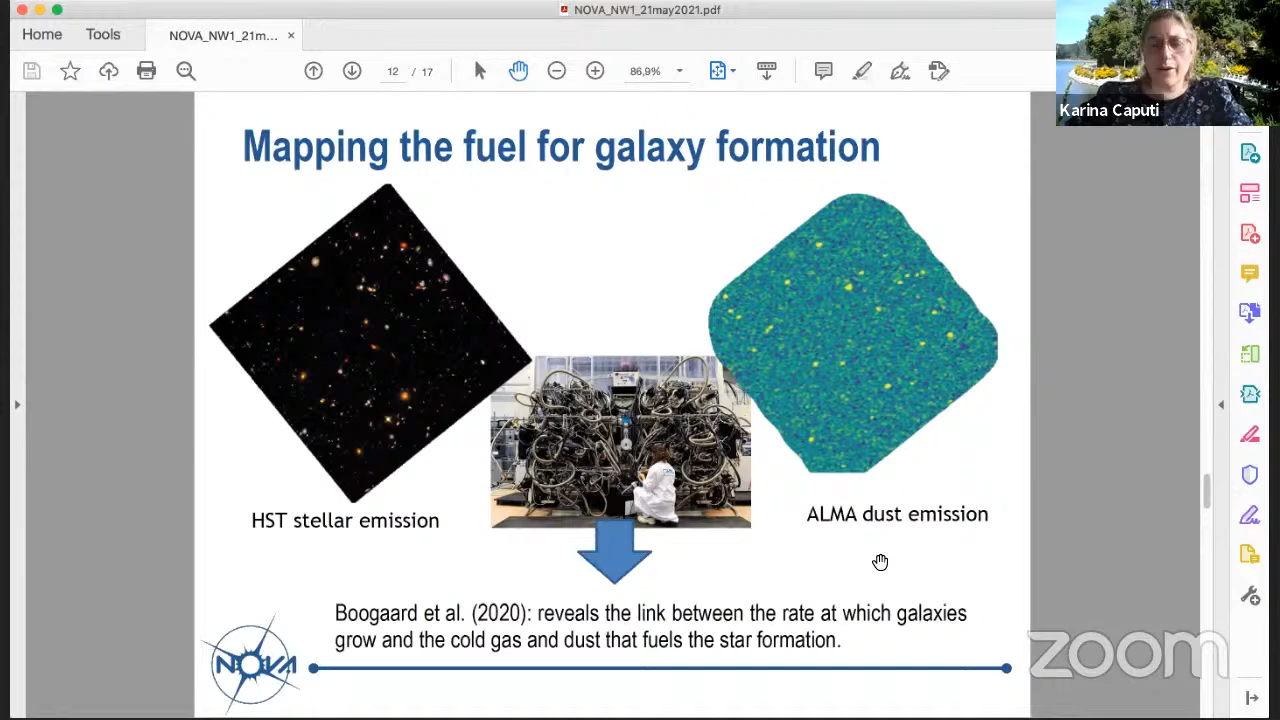 NOVA_NW1_21may2021.pdf
Home
Tools
NOVA_NW1_21m...
12 / 17
86,9%
Karina Caputi
Mapping the fuel for galaxy formation
HST stellar emission
ALMA dust emission
Boogaard et al. (2020): reveals the link between the rate at which galaxies
grow and the cold gas and dust that fuels the star formation.
NOVA
zoom